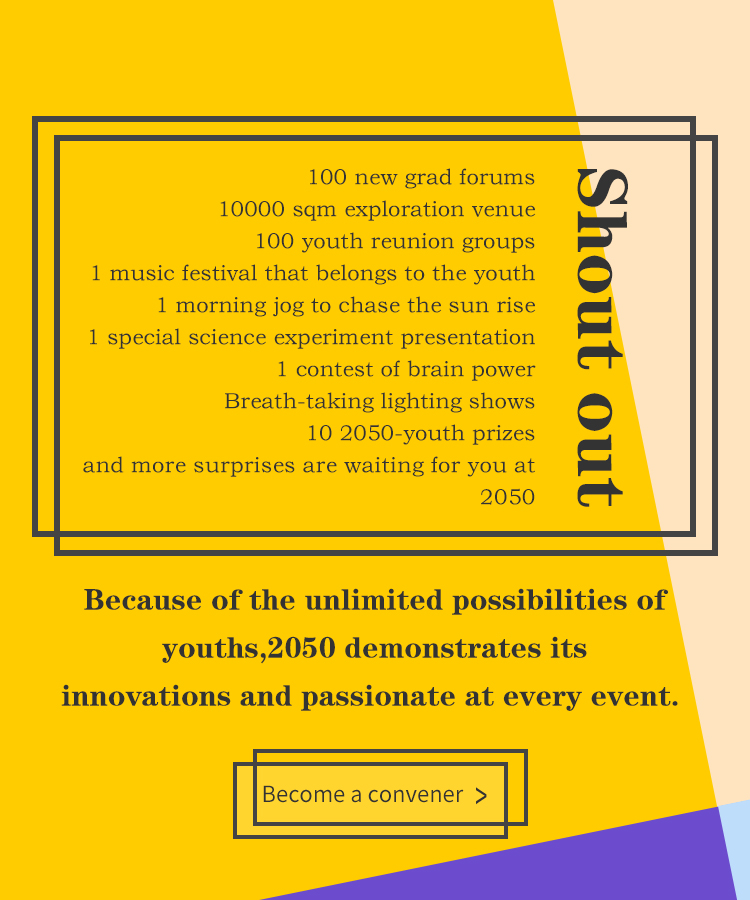 Shout out
100 new grad forums
10000 sqm exploration venue
100 youth reunion groups
1 music festival that belongs to the youth
1 morning jog to chase the sun rise
1 special science experiment presentation
1 contest of brain power
Breath-taking lighting shows
10 2050-youth prizes
and more surprises are waiting for you at
2050
Because of the unlimited possibilities of
youths,2050 demonstrates its
innovations and passionate at every event.
Become a convener >